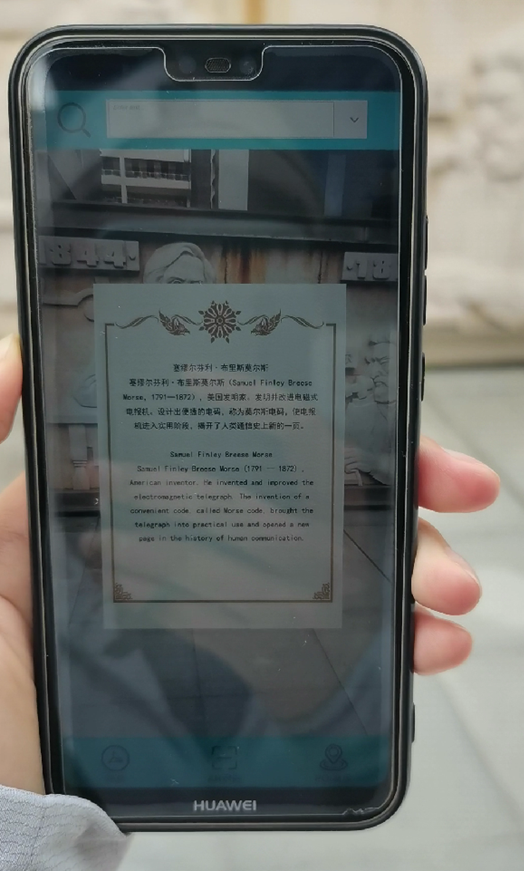 1844·
·18
塞缪尔芬利·布里斯莫尔斯
塞缪尔芬利·布里斯莫尔斯（Samuel Finley Breese
Morse, 1791—1872），美国发明家，发明并改进电磁式
电报机。设计出便捷的电码，称为莫尔斯电码，使电报
机进入实用阶段，揭开了人类通信史上新的一页。
Samuel Finley Breese Morse
Samuel Finley Breese Morse (1791 — 1872),
American inventor. He invented and improved the
electromagnetic telegraph. The invention of a
convenient code, called Morse code, brought the
telegraph into practical use and opened a new
page in the history of human communication.
HUAWEI